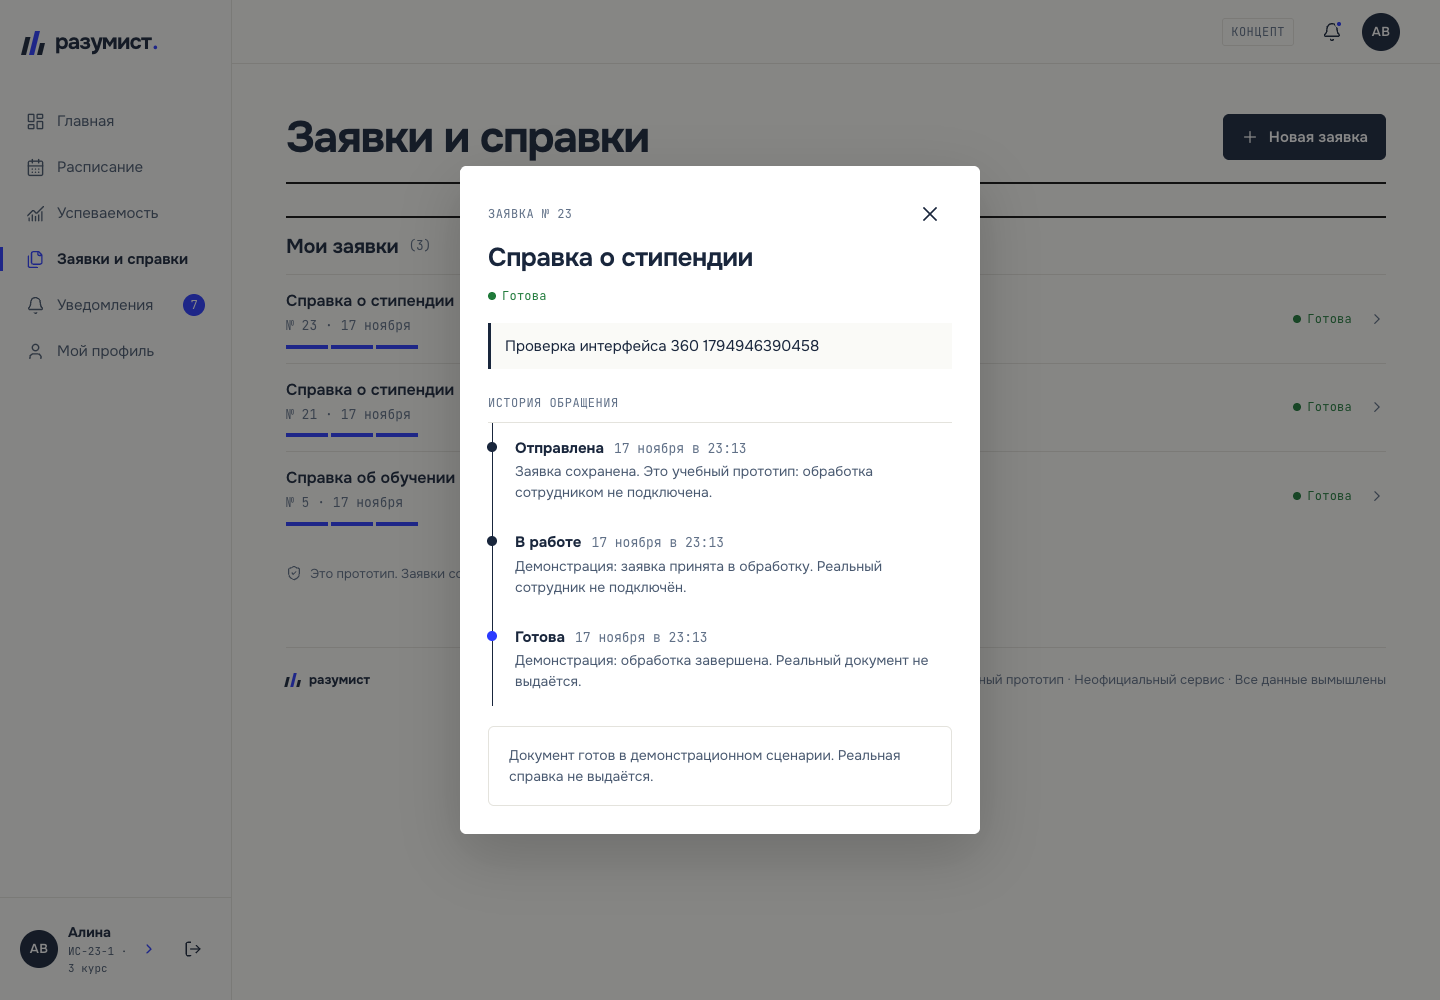 разумист.
КОНЦЕПТ
АВ
Главная
Расписание
Успеваемость
Заявки и справки
Уведомления 7
Мой профиль
Заявки и справки
Новая заявка
Мои заявки (3)
Справка о стипендии
№ 23 · 17 ноября
Готова
Справка о стипендии
№ 21 · 17 ноября
Готова
Справка об обучении
№ 5 · 17 ноября
Готова
Это прототип. Заявки
ЗАЯВКА № 23
Справка о стипендии
Готова
Проверка интерфейса 360 1794946390458
ИСТОРИЯ ОБРАЩЕНИЯ
Отправлена 17 ноября в 23:13
Заявка сохранена. Это учебный прототип: обработка
сотрудником не подключена.
В работе 17 ноября в 23:13
Демонстрация: заявка принята в обработку. Реальный
сотрудник не подключён.
Готова 17 ноября в 23:13
Демонстрация: обработка завершена. Реальный документ не
выдаётся.
Документ готов в демонстрационном сценарии. Реальная
справка не выдаётся.
разумист
прототип · Неофициальный сервис · Все данные вымышлены
АВ
Алина
ИС-23-1 ·
3 курс